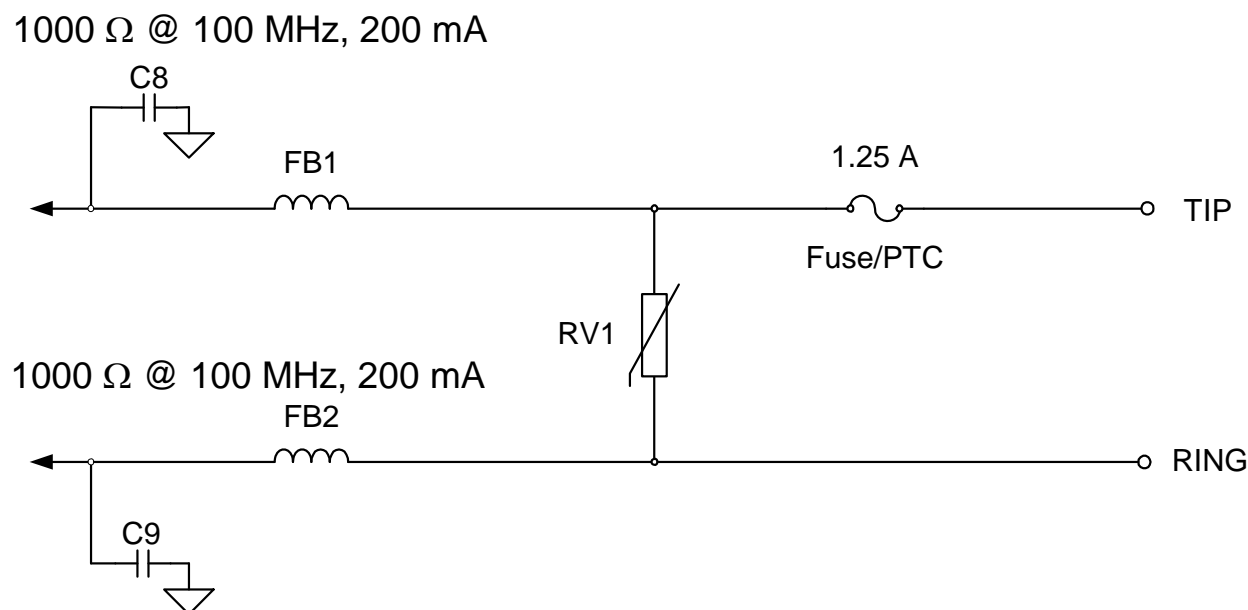 1000 Ω @ 100 MHz, 200 mA
C8
FB1
1.25 A
TIP
Fuse/PTC
RV1
1000 Ω @ 100 MHz, 200 mA
FB2
RING
C9